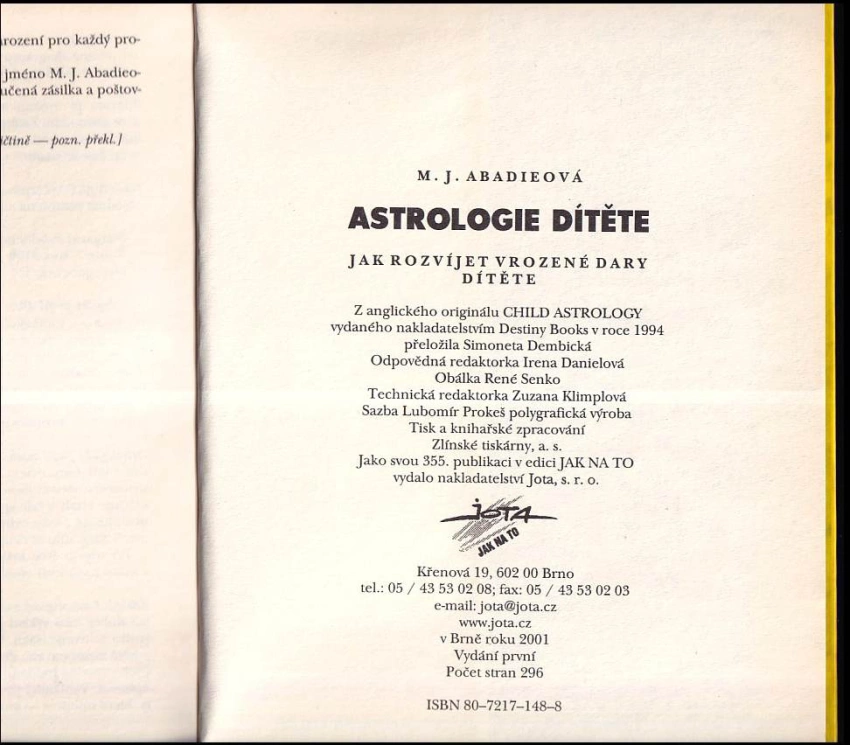 rození pro každý pro-
jméno M. J. Abadieo-
učená zásilka a poštov-
ičtině — pozn. překl.]
M. J. ABADIEOVÁ
ASTROLOGIE DÍTĚTE
JAK ROZVÍJET VROZENÉ DARY
DÍTĚTE
Z anglického originálu CHILD ASTROLOGY
vydaného nakladatelstvím Destiny Books v roce 1994
přeložila Simoneta Dembická
Odpovědná redaktorka Irena Danielová
Obálka René Senko
Technická redaktorka Zuzana Klimplová
Sazba Lubomír Prokeš polygrafická výroba
Tisk a knihařské zpracování
Zlínské tiskárny, a. s.
Jako svou 355. publikaci v edici JAK NA TO
vydalo nakladatelství Jota, s. r. o.
JOTA
JAK NA TO
Křenová 19, 602 00 Brno
tel.: 05 / 43 53 02 08; fax: 05 / 43 53 02 03
e-mail: jota@jota.cz
www.jota.cz
v Brně roku 2001
Vydání první
Počet stran 296
ISBN 80–7217–148–8